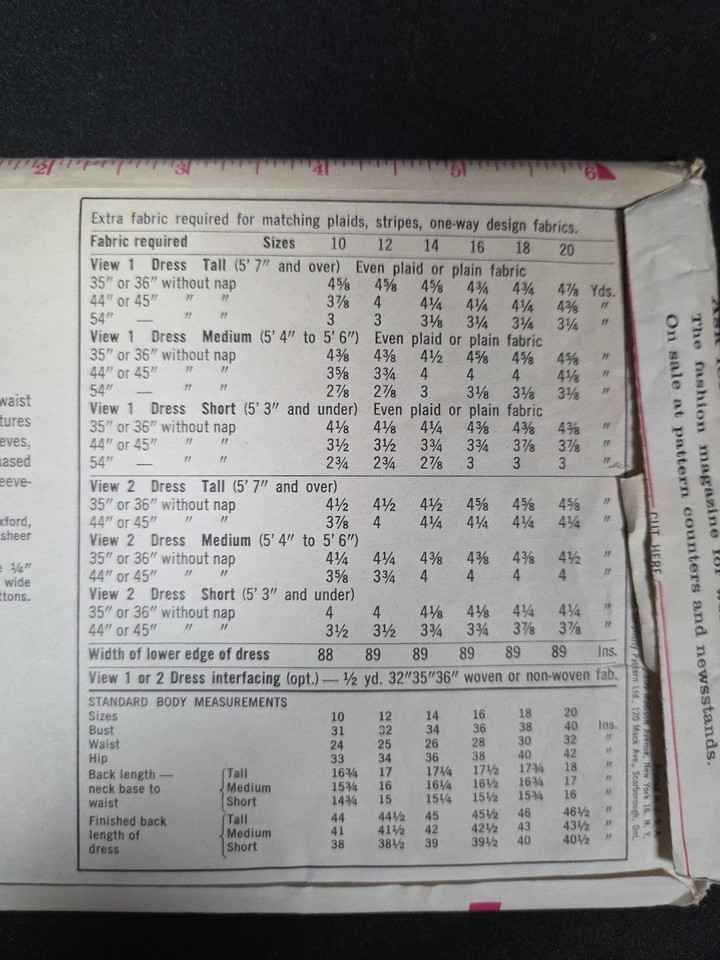 2 3 4 5 6
Extra fabric required for matching plaids, stripes, one-way design fabrics.
Fabric required Sizes 10 12 14 16 18 20
View 1 Dress Tall (5' 7" and over) Even plaid or plain fabric
35" or 36" without nap 4⅝ 4⅝ 4⅝ 4¾ 4¾ 4⅞ Yds.
44" or 45" " " 3⅞ 4 4¼ 4¼ 4¼ 4⅜ "
54" — " " 3 3 3⅛ 3¼ 3¼ 3¼ "
View 1 Dress Medium (5' 4" to 5' 6") Even plaid or plain fabric
35" or 36" without nap 4⅜ 4⅜ 4½ 4⅝ 4⅝ 4⅝ "
44" or 45" " " 3⅝ 3¾ 4 4 4 4⅛ "
54" — " " 2⅞ 2⅞ 3 3⅛ 3⅛ 3⅛ "
View 1 Dress Short (5' 3" and under) Even plaid or plain fabric
35" or 36" without nap 4⅛ 4⅛ 4¼ 4⅜ 4⅜ 4⅜ "
44" or 45" " " 3½ 3½ 3¾ 3¾ 3⅞ 3⅞ "
54" — " " 2¾ 2¾ 2⅞ 3 3 3 "
View 2 Dress Tall (5' 7" and over)
35" or 36" without nap 4½ 4½ 4½ 4⅝ 4⅝ 4⅝ "
44" or 45" " " 3⅞ 4 4¼ 4¼ 4¼ 4¼ "
View 2 Dress Medium (5' 4" to 5' 6")
35" or 36" without nap 4¼ 4¼ 4⅜ 4⅜ 4⅜ 4½ "
44" or 45" " " 3⅝ 3¾ 4 4 4 4 "
View 2 Dress Short (5' 3" and under)
35" or 36" without nap 4 4 4⅛ 4⅛ 4¼ 4¼ "
44" or 45" " " 3½ 3½ 3¾ 3¾ 3⅞ 3⅞ "
Width of lower edge of dress 88 89 89 89 89 89 Ins.
View 1 or 2 Dress interfacing (opt.) — ½ yd. 32"35"36" woven or non-woven fab.
STANDARD BODY MEASUREMENTS
Sizes 10 12 14 16 18 20
Bust 31 32 34 36 38 40 Ins.
Waist 24 25 26 28 30 32 "
Hip 33 34 36 38 40 42 "
Back length — Tall 16¾ 17 17¼ 17½ 17¾ 18 "
neck base to Medium 15¾ 16 16¼ 16½ 16¾ 17 "
waist Short 14¾ 15 15¼ 15½ 15¾ 16 "
Finished back Tall 44 44½ 45 45½ 46 46½ "
length of Medium 41 41½ 42 42½ 43 43½ "
dress Short 38 38½ 39 39½ 40 40½ "
waist
tures
eves,
ased
eeve-
xford,
sheer
¼"
wide
ttons.
CUT HERE
Avenue, New York 16, N. Y.
Pattern Ltd., 120 Mack Ave., Scarborough, Ont.
The fashion magazine for
On sale at pattern counters and newsstands.